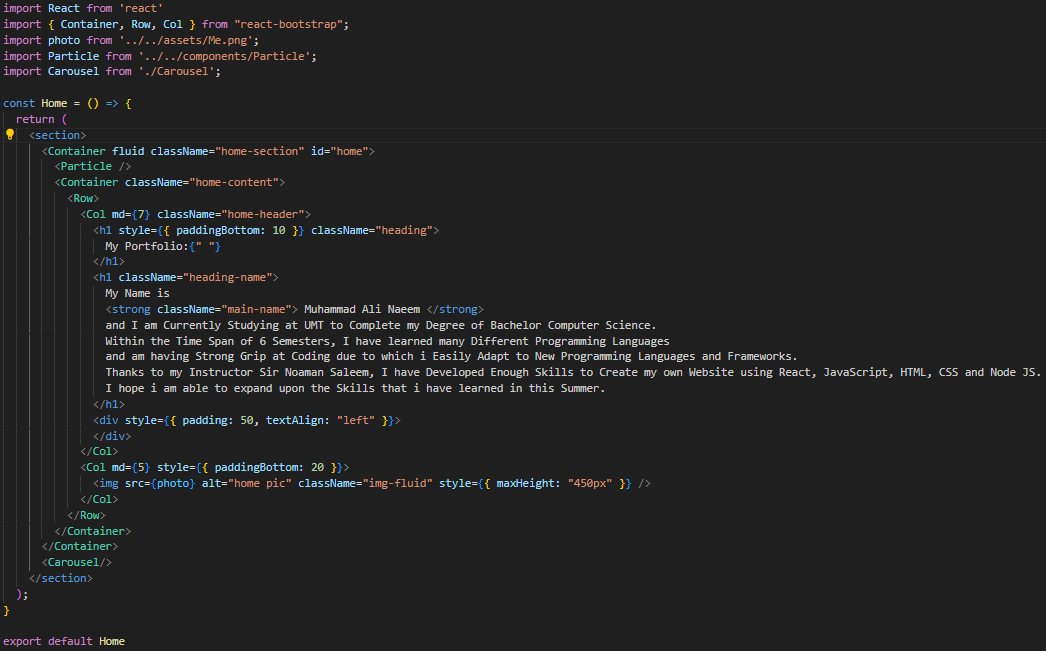 import React from 'react'
import { Container, Row, Col } from "react-bootstrap";
import photo from '../../assets/Me.png';
import Particle from '../../components/Particle';
import Carousel from './Carousel';

const Home = () => {
  return (
    <section>
      <Container fluid className="home-section" id="home">
        <Particle />
        <Container className="home-content">
          <Row>
            <Col md={7} className="home-header">
              <h1 style={{ paddingBottom: 10 }} className="heading">
                My Portfolio:{" "}
              </h1>
              <h1 className="heading-name">
                My Name is
                <strong className="main-name"> Muhammad Ali Naeem </strong>
                and I am Currently Studying at UMT to Complete my Degree of Bachelor Computer Science.
                Within the Time Span of 6 Semesters, I have learned many Different Programming Languages
                and am having Strong Grip at Coding due to which i Easily Adapt to New Programming Languages and Frameworks.
                Thanks to my Instructor Sir Noaman Saleem, I have Developed Enough Skills to Create my own Website using React, JavaScript, HTML, CSS and Node JS.
                I hope i am able to expand upon the Skills that i have learned in this Summer.
              </h1>
              <div style={{ padding: 50, textAlign: "left" }}>
              </div>
            </Col>
            <Col md={5} style={{ paddingBottom: 20 }}>
              <img src={photo} alt="home pic" className="img-fluid" style={{ maxHeight: "450px" }} />
            </Col>
          </Row>
        </Container>
      </Container>
      <Carousel/>
    </section>
  );
}

export default Home